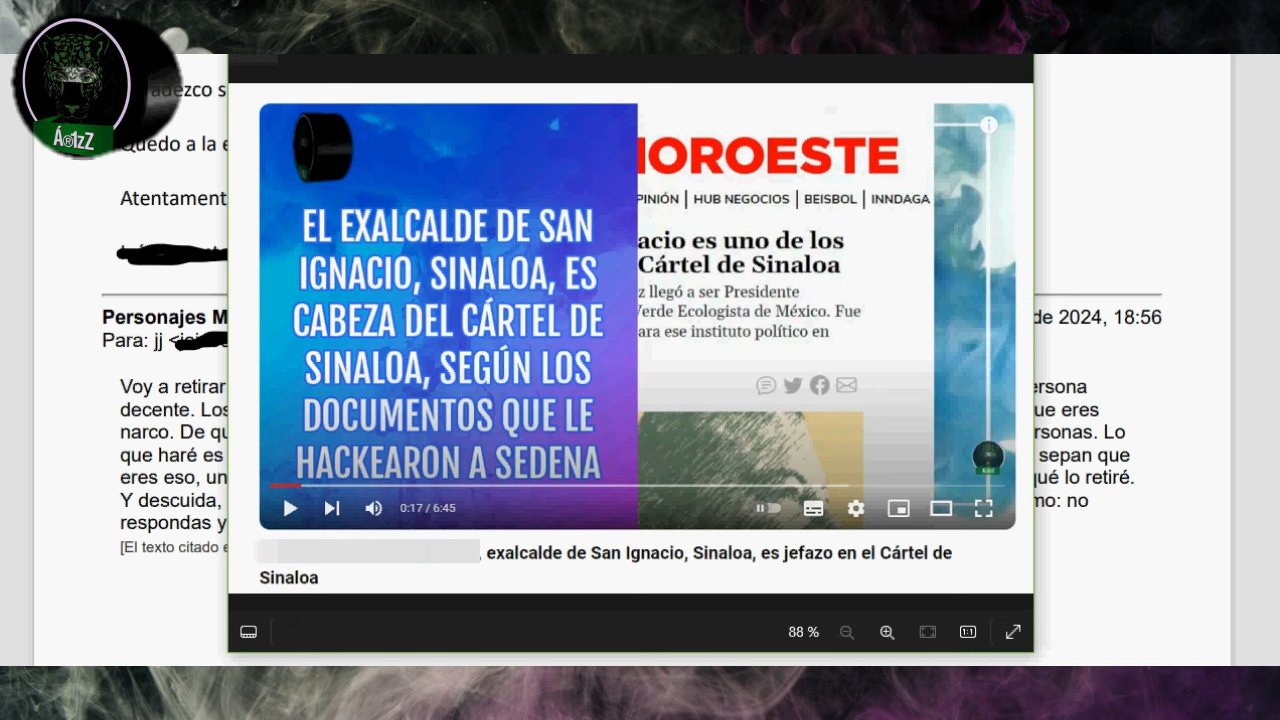 adezco s
Quedo a la e
Atentament
Á®1zZ
Personajes M
de 2024, 18:56
Para: jj <
Voy a retirar
ersona
decente. Los
ue eres
narco. De qu
rsonas. Lo
que haré es
sepan que
eres eso, un
ué lo retiré.
Y descuida,
mo: no
respondas y
[El texto citado e
EL EXALCALDE DE SAN
IGNACIO, SINALOA, ES
CABEZA DEL CÁRTEL DE
SINALOA, SEGÚN LOS
DOCUMENTOS QUE LE
HACKEARON A SEDENA
NOROESTE
PINIÓN | HUB NEGOCIOS | BEISBOL | INNDAGA
acio es uno de los
Cártel de Sinaloa
z llegó a ser Presidente
Verde Ecologista de México. Fue
ara ese instituto político en
0:17 / 6:45
, exalcalde de San Ignacio, Sinaloa, es jefazo en el Cártel de
Sinaloa
88 %
1:1